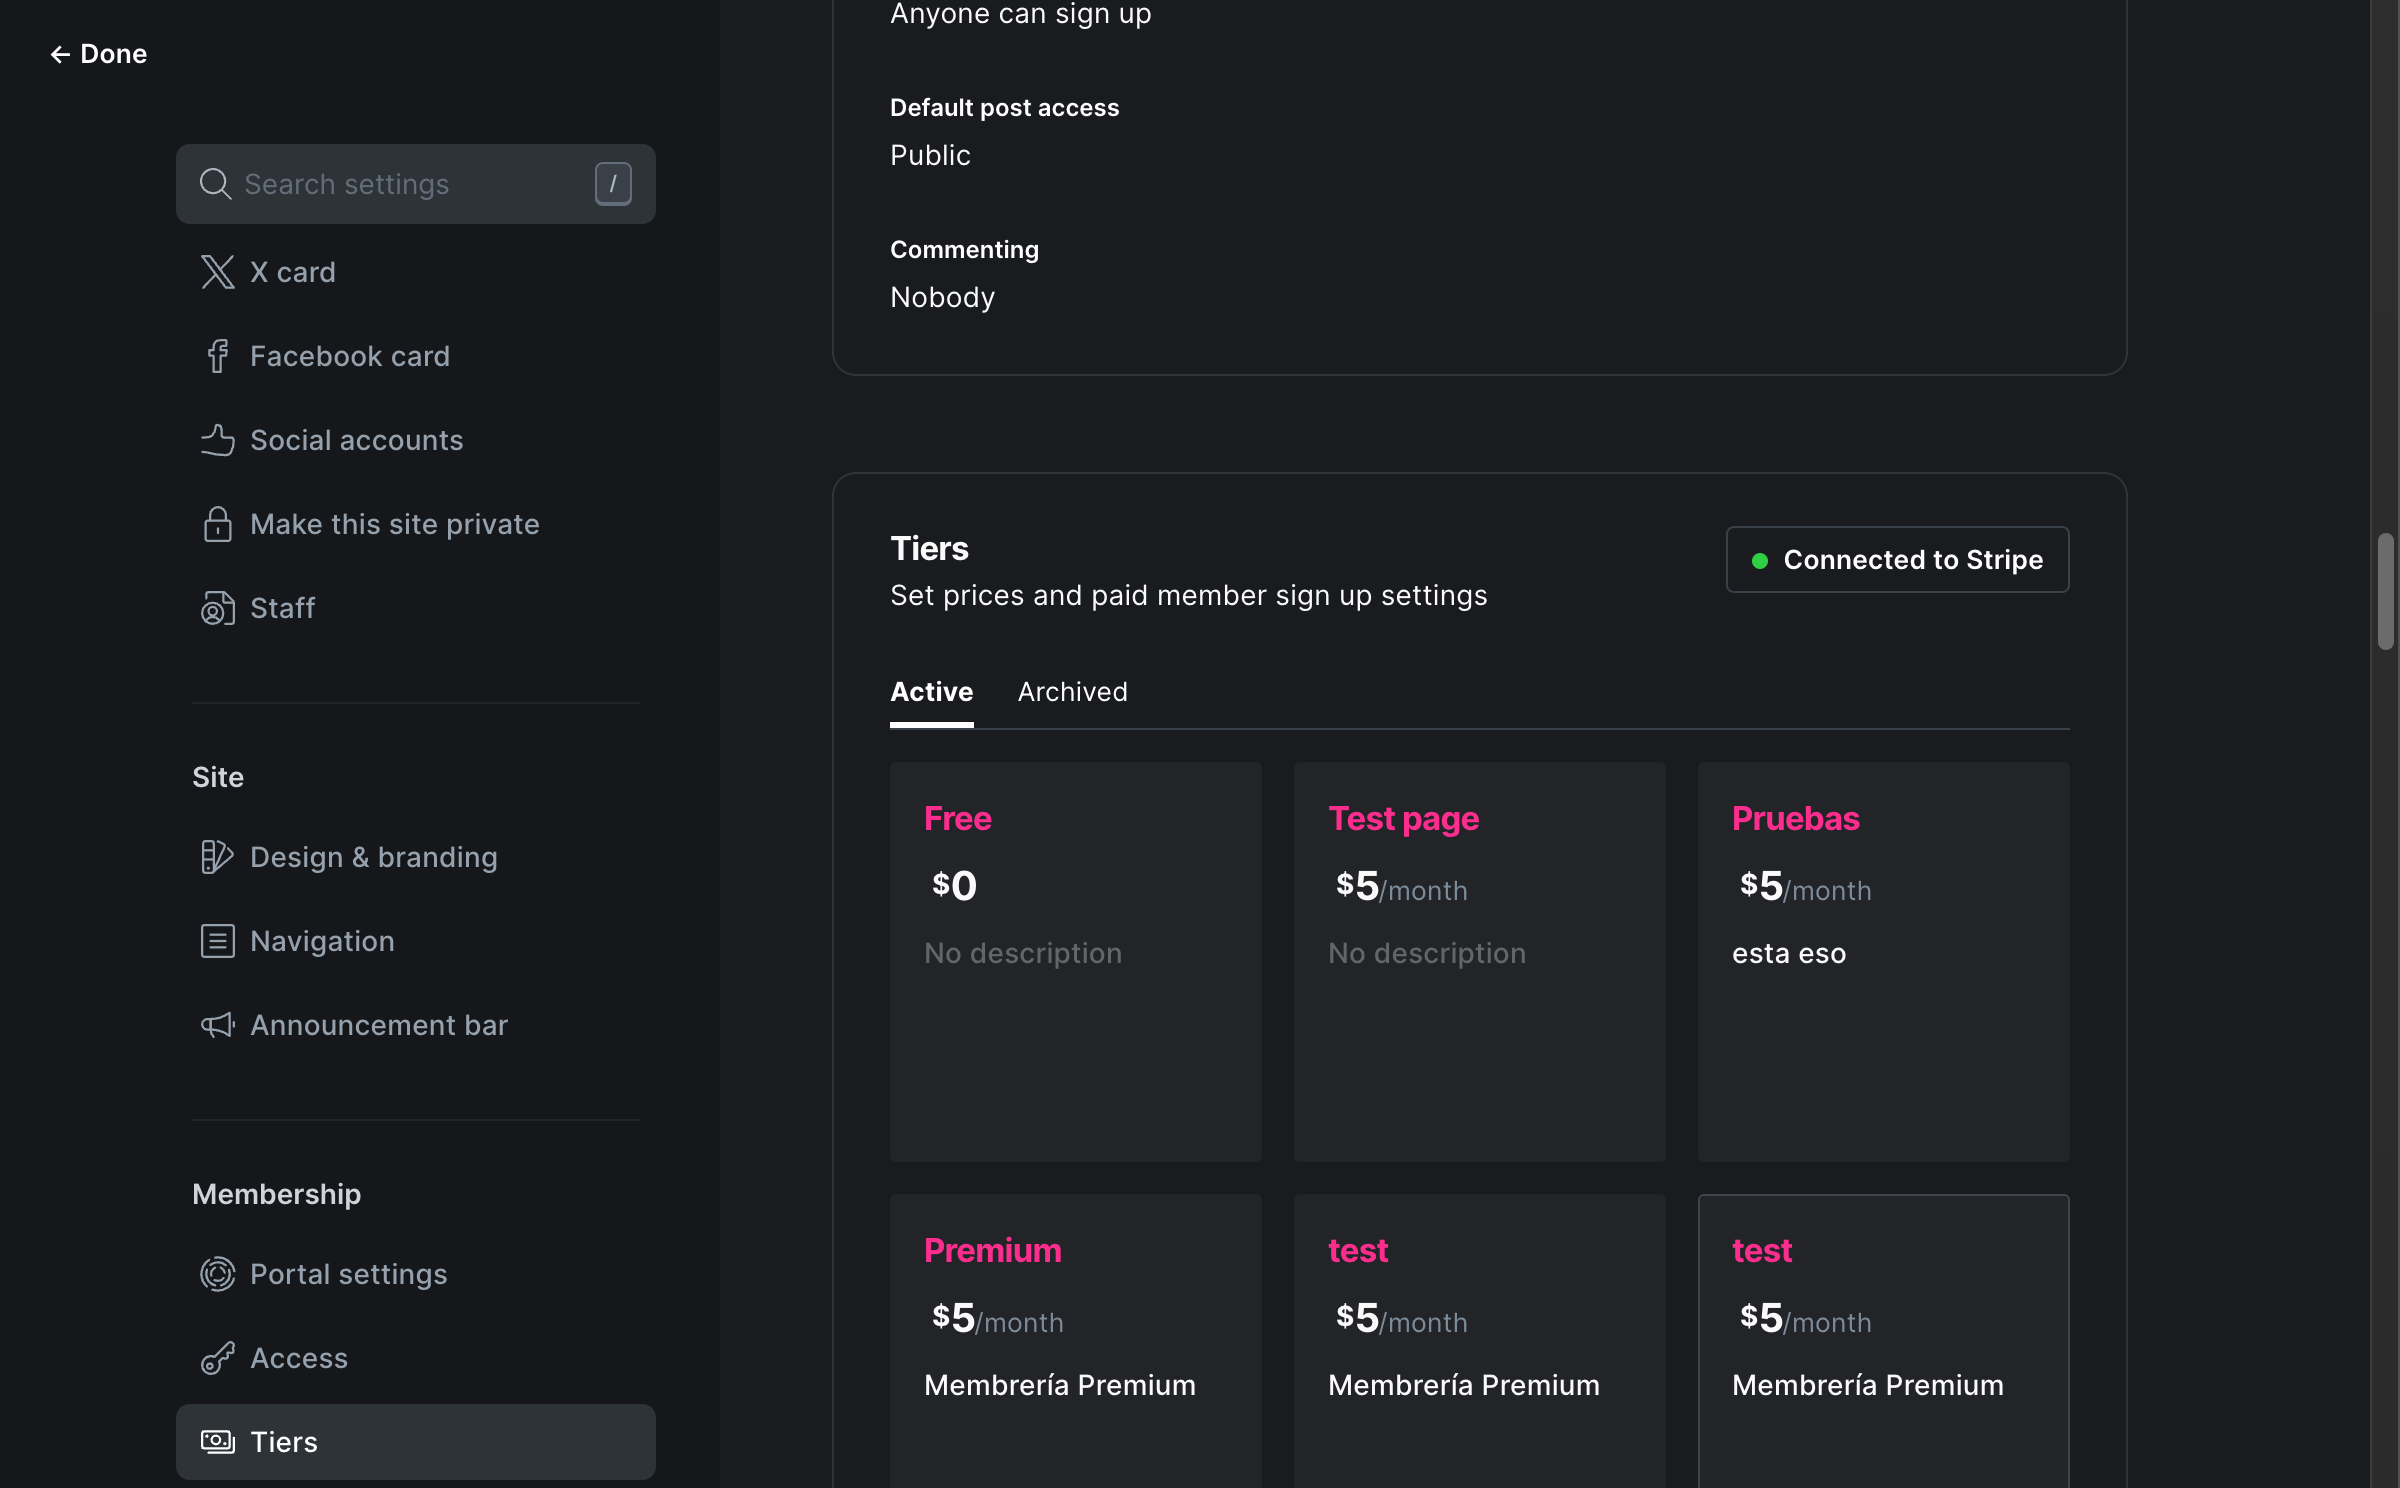 ← Done
Search settings /
X card
Facebook card
Social accounts
Make this site private
Staff
Site
Design & branding
Navigation
Announcement bar
Membership
Portal settings
Access
Tiers
Anyone can sign up
Default post access
Public
Commenting
Nobody
Tiers
Set prices and paid member sign up settings
Connected to Stripe
Active Archived
Free
$0
No description
Test page
$5/month
No description
Pruebas
$5/month
esta eso
Premium
$5/month
Membrería Premium
test
$5/month
Membrería Premium
test
$5/month
Membrería Premium